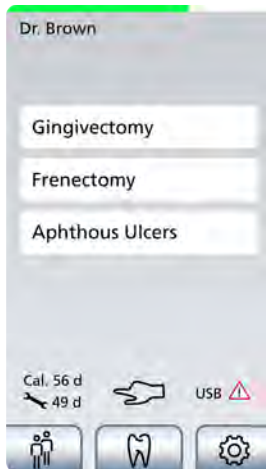 Dr. Brown
Gingivectomy
Frenectomy
Aphthous Ulcers
Cal. 56 d
49 d
USB